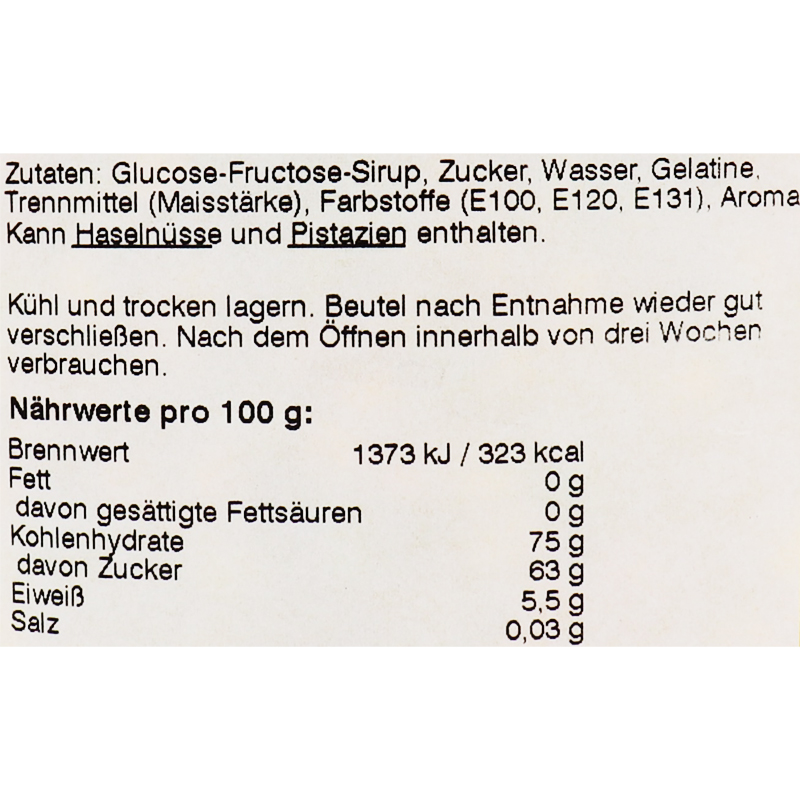 Zutaten: Glucose-Fructose-Sirup, Zucker, Wasser, Gelatine,
Trennmittel (Maisstärke), Farbstoffe (E100, E120, E131), Aroma
Kann Haselnüsse und Pistazien enthalten.
Kühl und trocken lagern. Beutel nach Entnahme wieder gut
verschließen. Nach dem Öffnen innerhalb von drei Wochen
verbrauchen.
Nährwerte pro 100 g:
Brennwert 1373 kJ / 323 kcal
Fett 0 g
davon gesättigte Fettsäuren 0 g
Kohlenhydrate 75 g
davon Zucker 63 g
Eiweiß 5,5 g
Salz 0,03 g